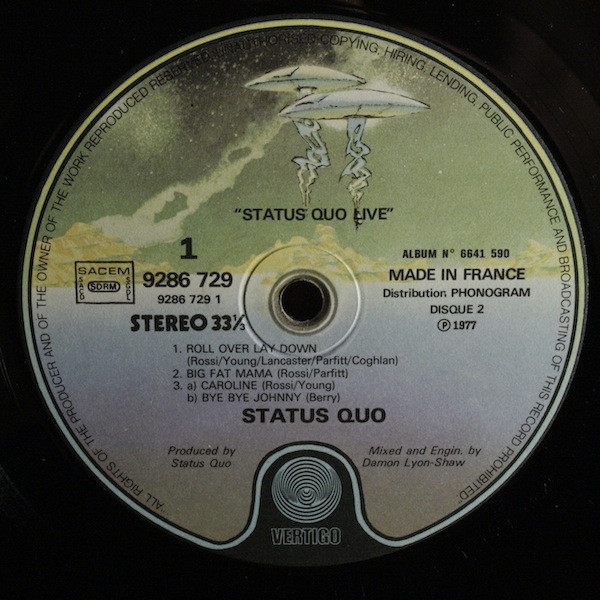 "ALL RIGHTS OF THE PRODUCER AND OF THE OWNER OF THE WORK REPRODUCED RESERVED. UNAUTHORISED COPYING, HIRING, LENDING, PUBLIC PERFORMANCE AND BROADCASTING OF THIS RECORD PROHIBITED"
"STATUS QUO LIVE"
1
SACEM
SACD
SDRM
SGDL
9286 729
9286 729 1
STEREO 33⅓
ALBUM N° 6641 590
MADE IN FRANCE
Distribution PHONOGRAM
DISQUE 2
Ⓟ 1977
1. ROLL OVER LAY DOWN
(Rossi/Young/Lancaster/Parfitt/Coghlan)
2. BIG FAT MAMA (Rossi/Parfitt)
3. a) CAROLINE (Rossi/Young)
b) BYE BYE JOHNNY (Berry)
STATUS QUO
Produced by
Status Quo
Mixed and Engin. by
Damon Lyon-Shaw
VERTIGO